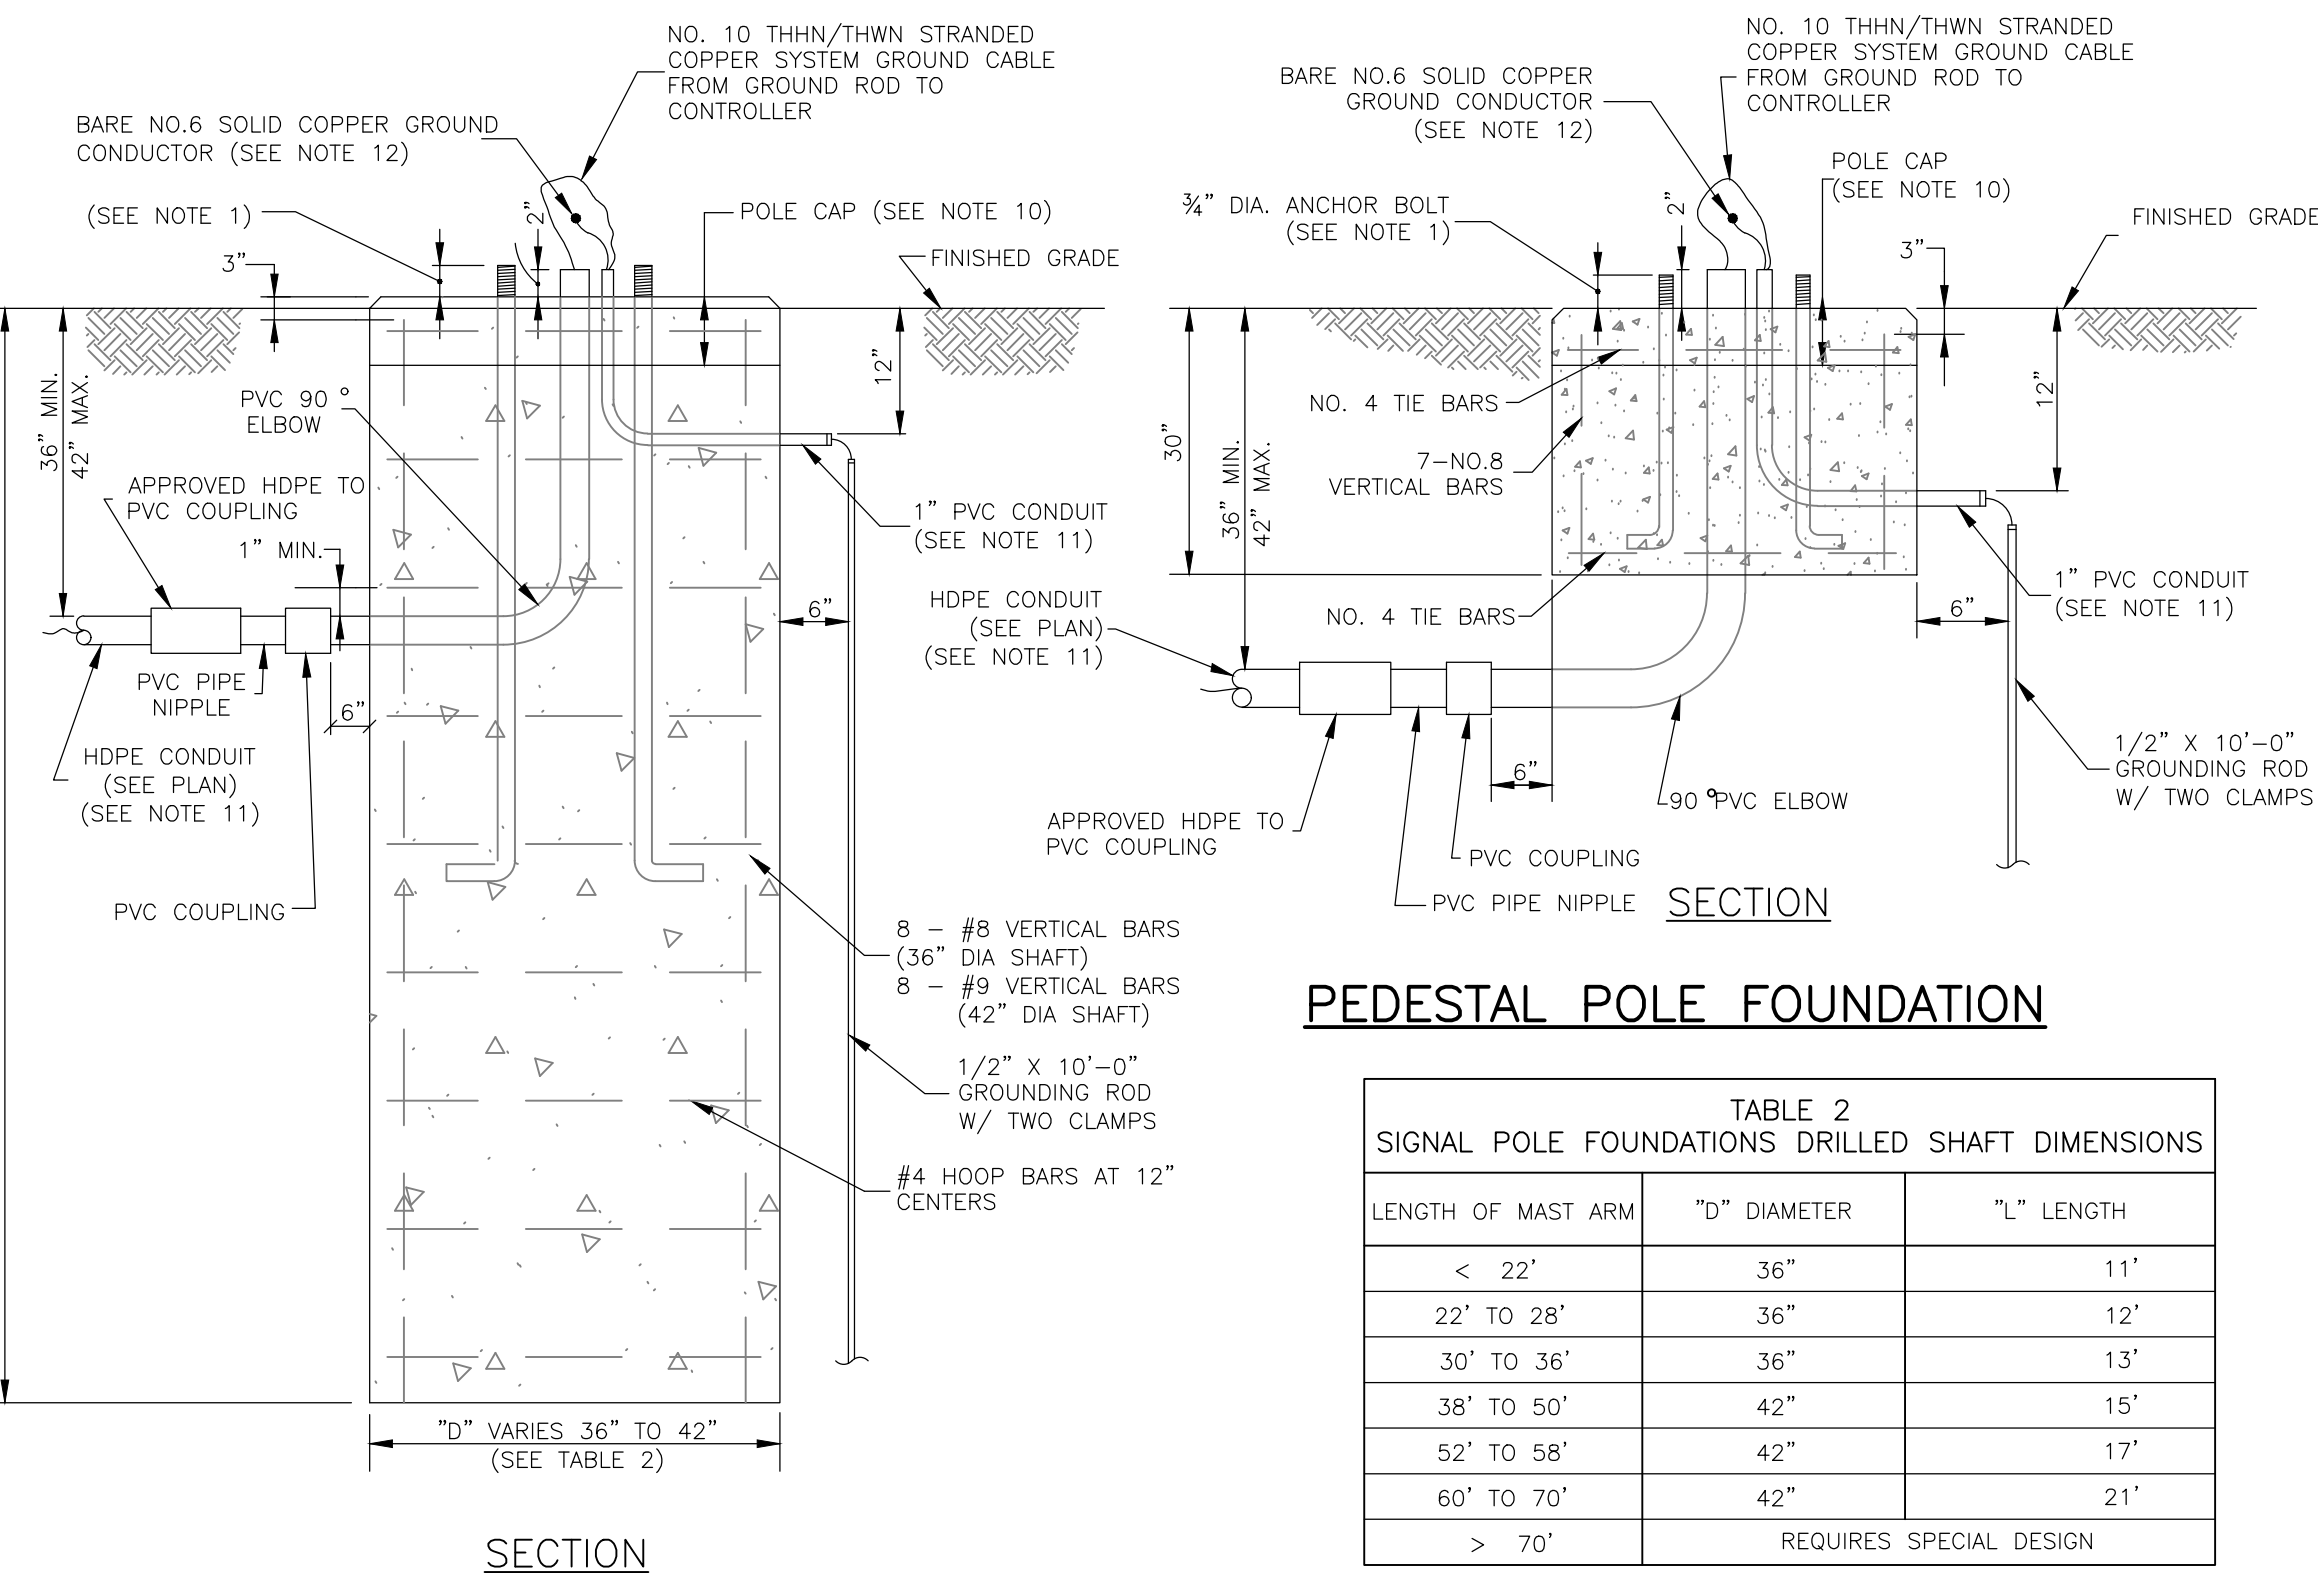 NO. 10 THHN/THWN STRANDED
COPPER SYSTEM GROUND CABLE
FROM GROUND ROD TO
CONTROLLER
BARE NO.6 SOLID COPPER GROUND
CONDUCTOR (SEE NOTE 12)
(SEE NOTE 1)
2"
POLE CAP (SEE NOTE 10)
3"
FINISHED GRADE
36" MIN.
42" MAX.
12"
PVC 90 °
ELBOW
APPROVED HDPE TO
PVC COUPLING
1" MIN.
1" PVC CONDUIT
(SEE NOTE 11)
6"
PVC PIPE
NIPPLE
6"
HDPE CONDUIT
(SEE PLAN)
(SEE NOTE 11)
PVC COUPLING
8 - #8 VERTICAL BARS
(36" DIA SHAFT)
8 - #9 VERTICAL BARS
(42" DIA SHAFT)
1/2" X 10'-0"
GROUNDING ROD
W/ TWO CLAMPS
#4 HOOP BARS AT 12"
CENTERS
"D" VARIES 36" TO 42"
(SEE TABLE 2)
SECTION
NO. 10 THHN/THWN STRANDED
COPPER SYSTEM GROUND CABLE
FROM GROUND ROD TO
CONTROLLER
BARE NO.6 SOLID COPPER
GROUND CONDUCTOR
(SEE NOTE 12)
POLE CAP
(SEE NOTE 10)
¾" DIA. ANCHOR BOLT
(SEE NOTE 1)
2"
FINISHED GRADE
3"
12"
NO. 4 TIE BARS
30"
36" MIN.
42" MAX.
7-NO.8
VERTICAL BARS
HDPE CONDUIT
(SEE PLAN)
(SEE NOTE 11)
NO. 4 TIE BARS
1" PVC CONDUIT
(SEE NOTE 11)
6"
6"
1/2" X 10'-0"
GROUNDING ROD
W/ TWO CLAMPS
90 ° PVC ELBOW
APPROVED HDPE TO
PVC COUPLING
PVC COUPLING
PVC PIPE NIPPLE
SECTION
PEDESTAL POLE FOUNDATION
TABLE 2
SIGNAL POLE FOUNDATIONS DRILLED SHAFT DIMENSIONS
LENGTH OF MAST ARM "D" DIAMETER "L" LENGTH
< 22' 36" 11'
22' TO 28' 36" 12'
30' TO 36' 36" 13'
38' TO 50' 42" 15'
52' TO 58' 42" 17'
60' TO 70' 42" 21'
> 70' REQUIRES SPECIAL DESIGN